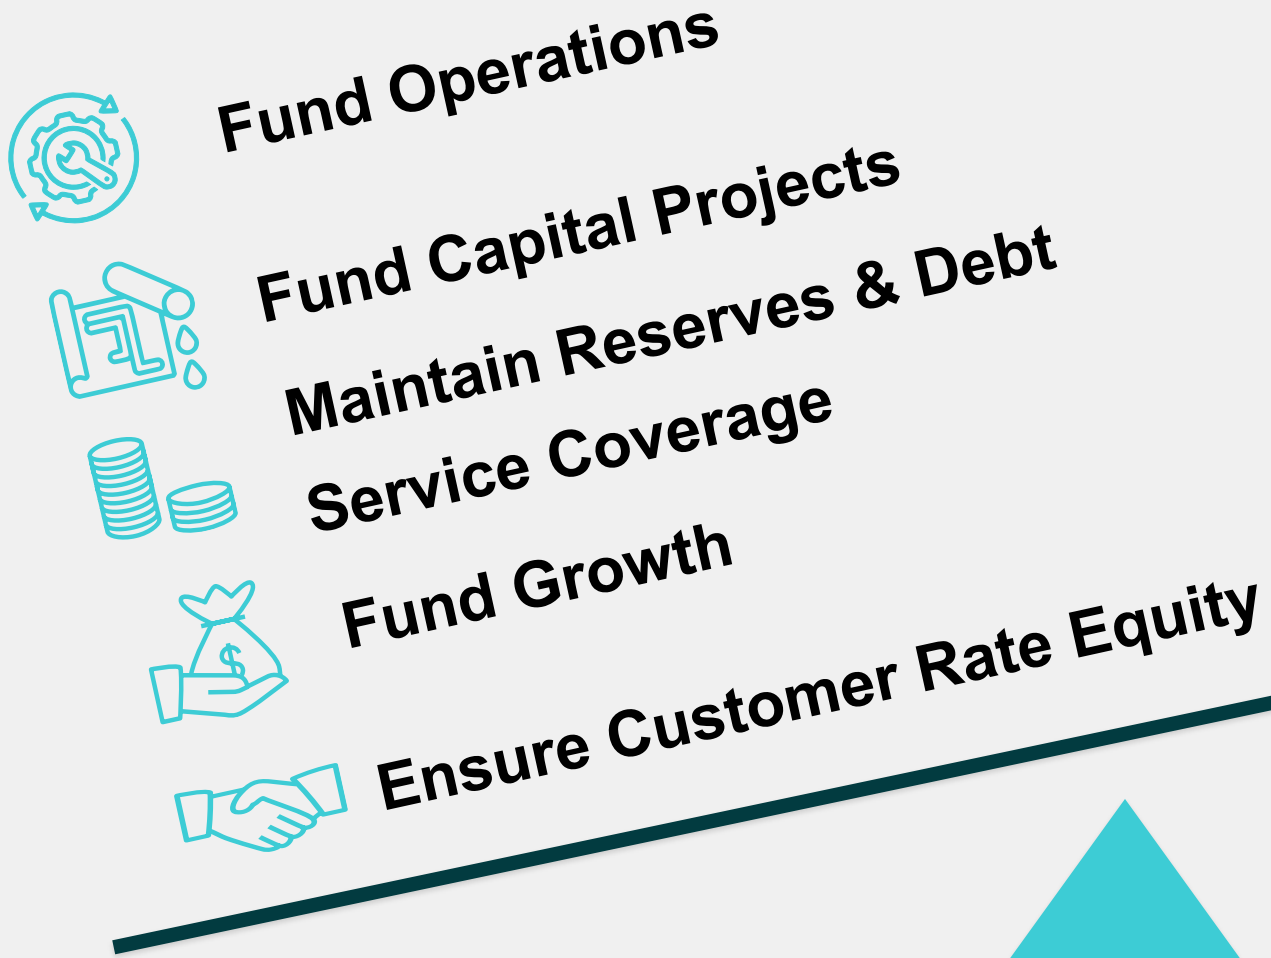 Fund Operations
Fund Capital Projects
Maintain Reserves & Debt
Service Coverage
Fund Growth
$
Ensure Customer Rate Equity